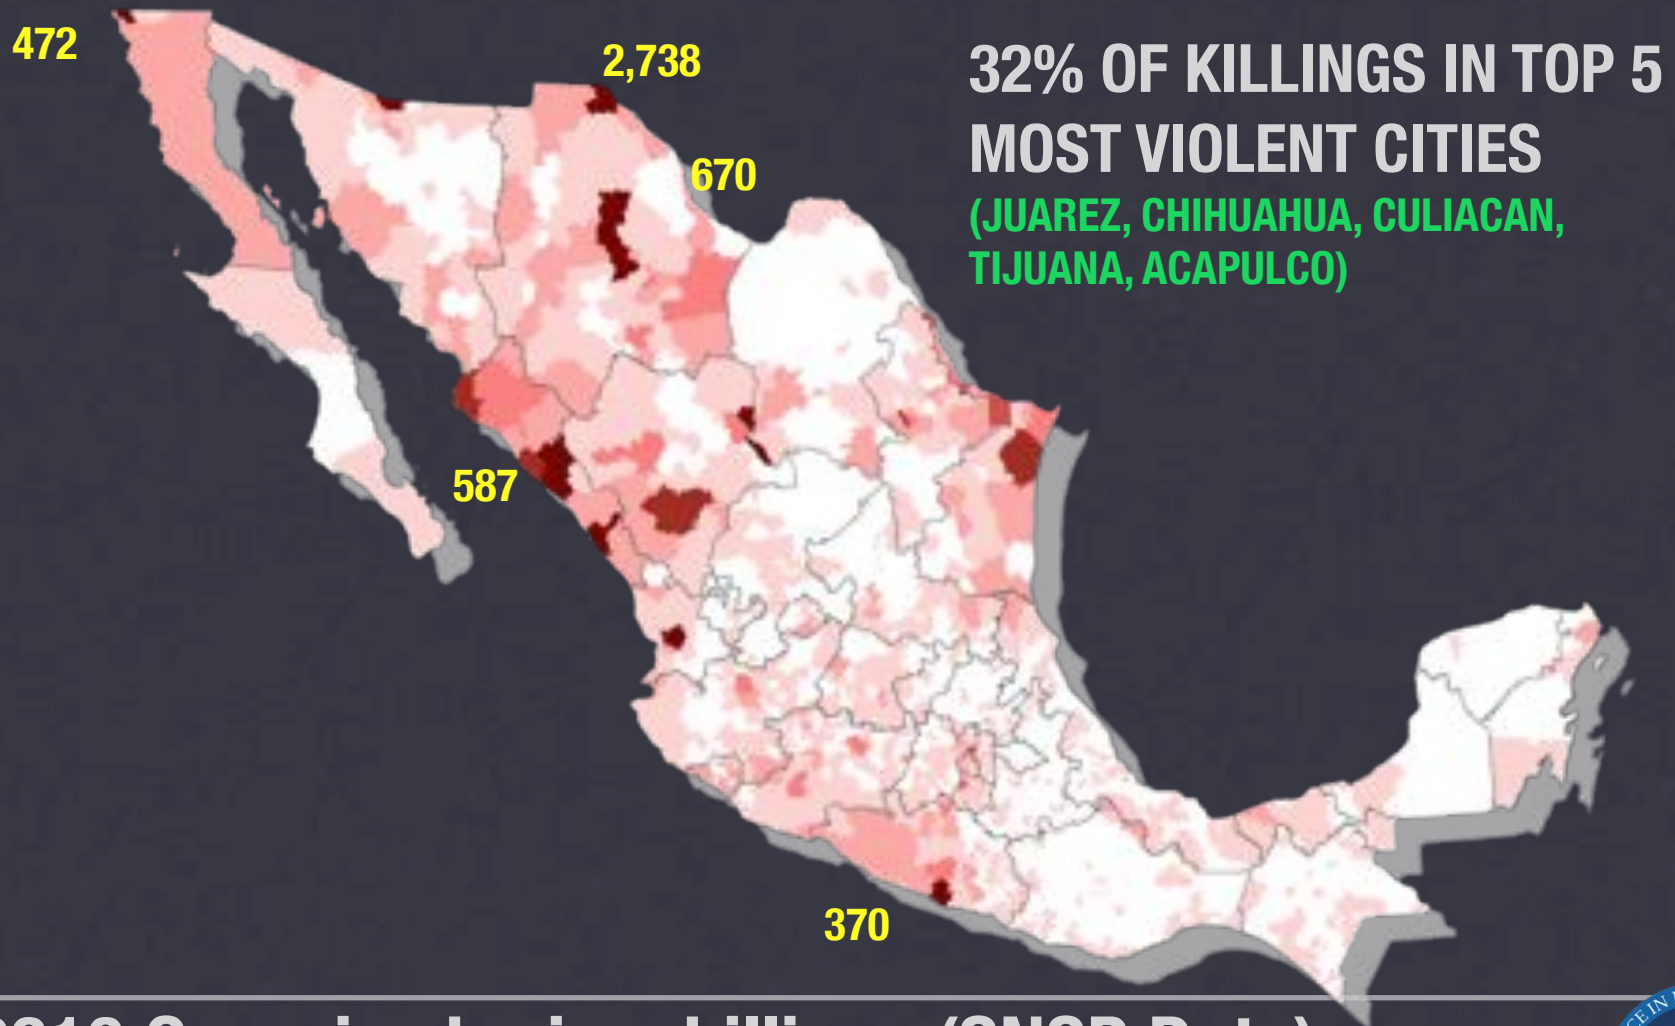 472
2,738
670
32% OF KILLINGS IN TOP 5
MOST VIOLENT CITIES
(JUAREZ, CHIHUAHUA, CULIACAN,
TIJUANA, ACAPULCO)
587
370